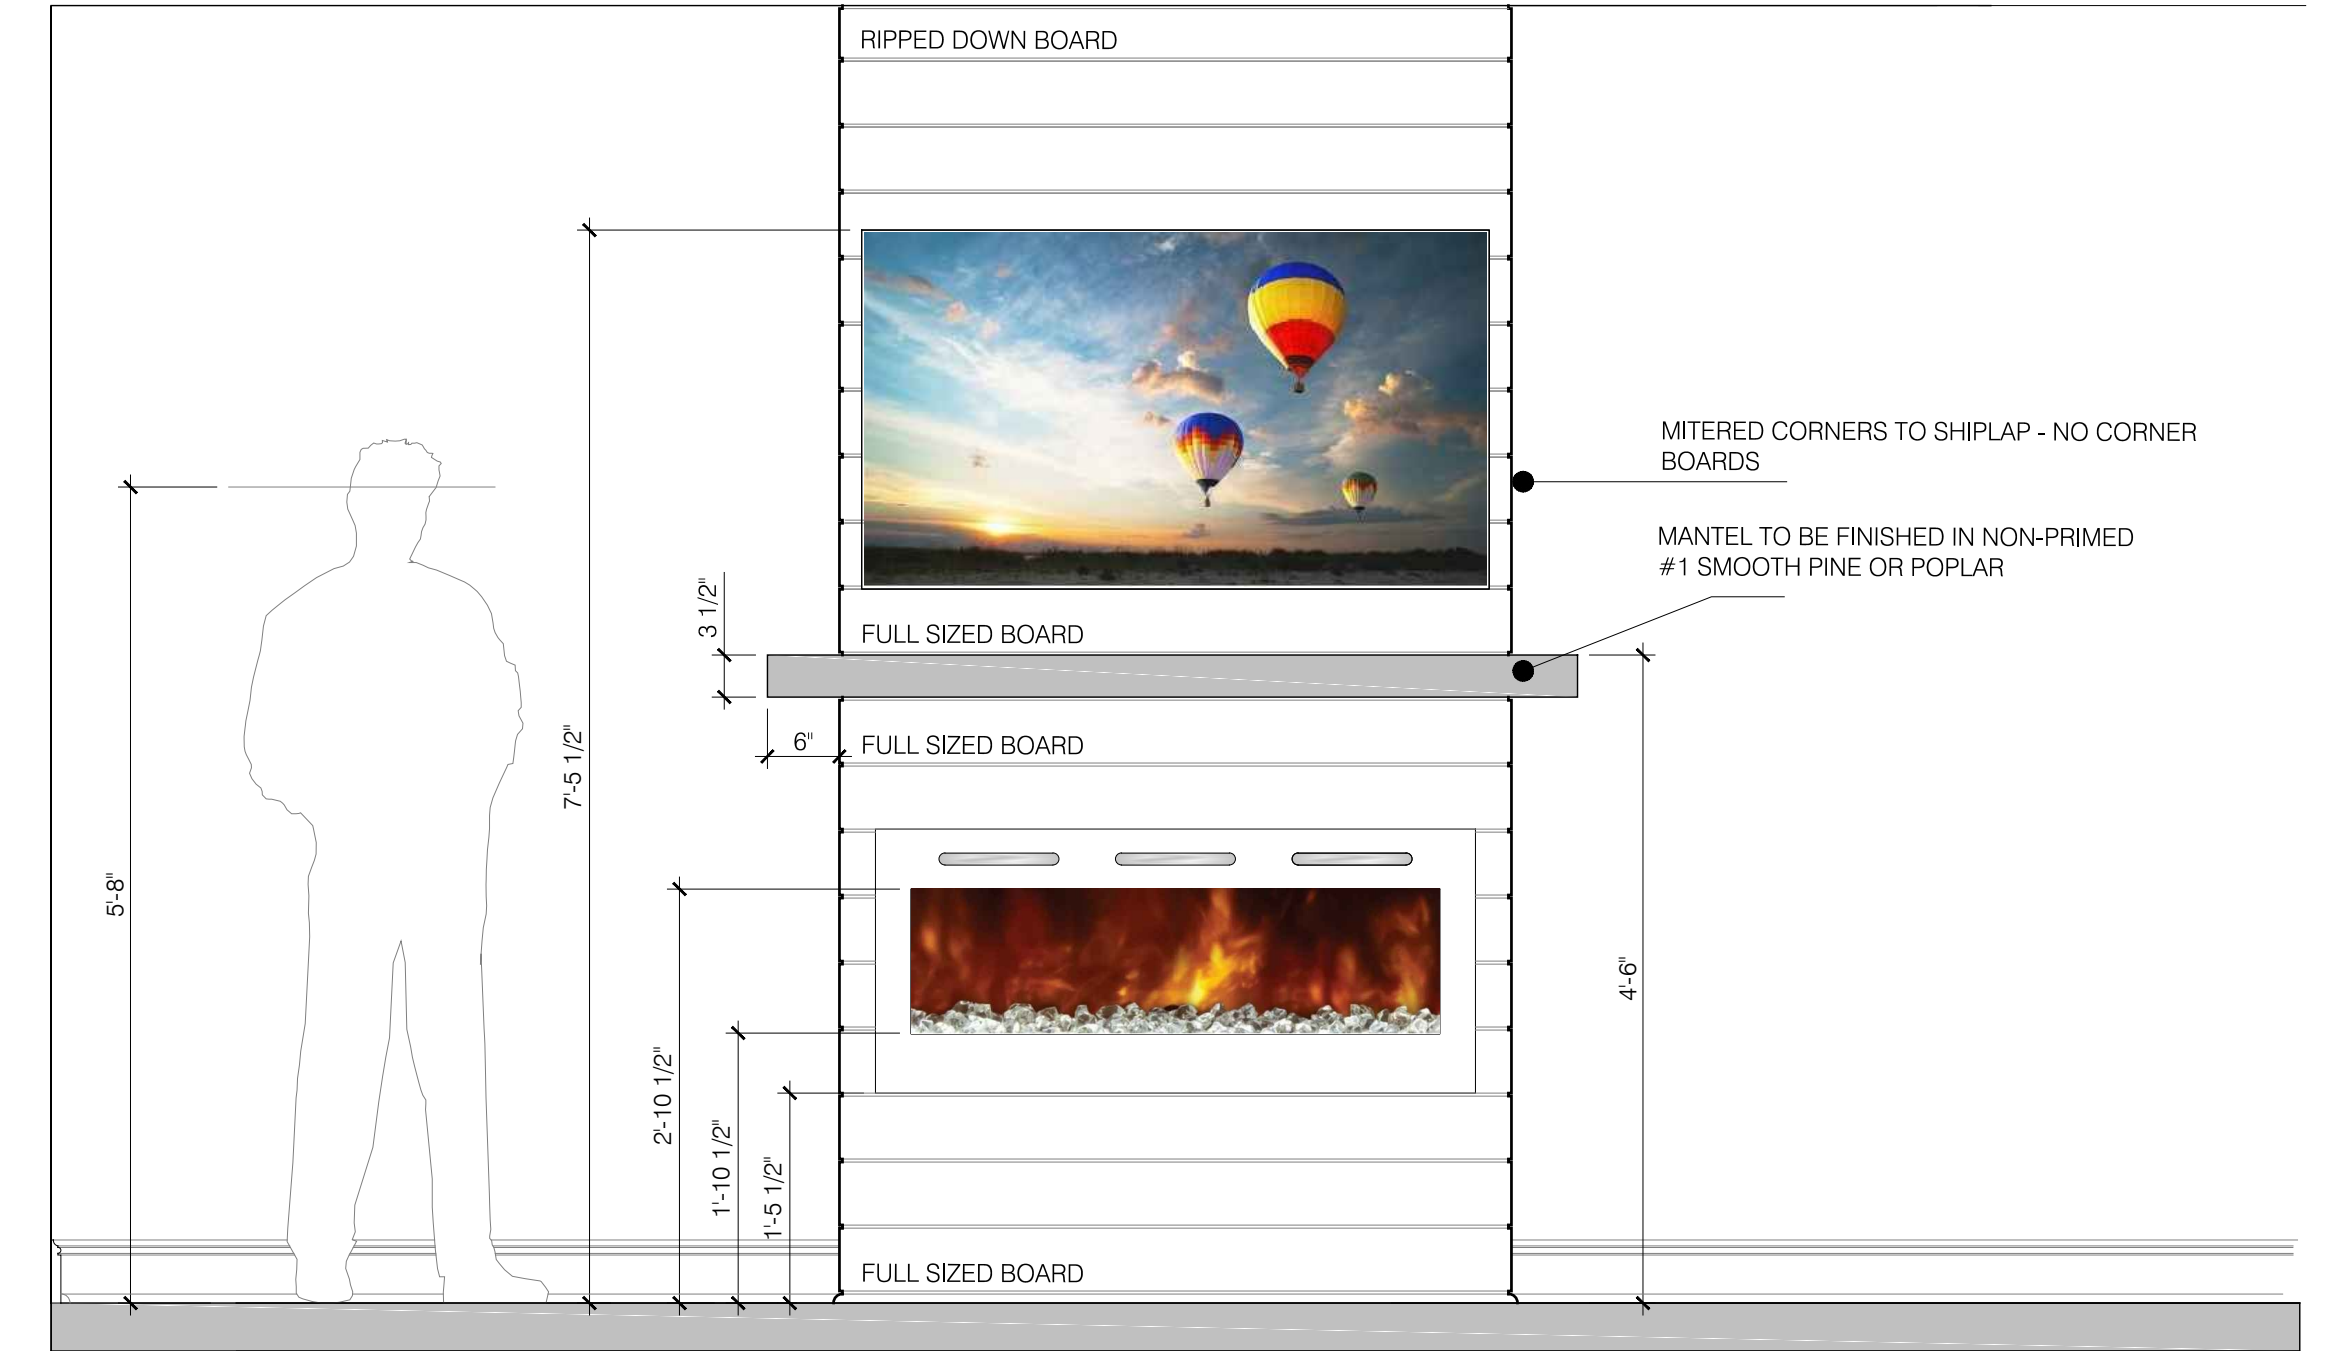 RIPPED DOWN BOARD
MITERED CORNERS TO SHIPLAP - NO CORNER
BOARDS
MANTEL TO BE FINISHED IN NON-PRIMED
#1 SMOOTH PINE OR POPLAR
3 1/2"
FULL SIZED BOARD
6"
FULL SIZED BOARD
7'-5 1/2"
5'-8"
4'-6"
2'-10 1/2"
1'-10 1/2"
1'-5 1/2"
FULL SIZED BOARD